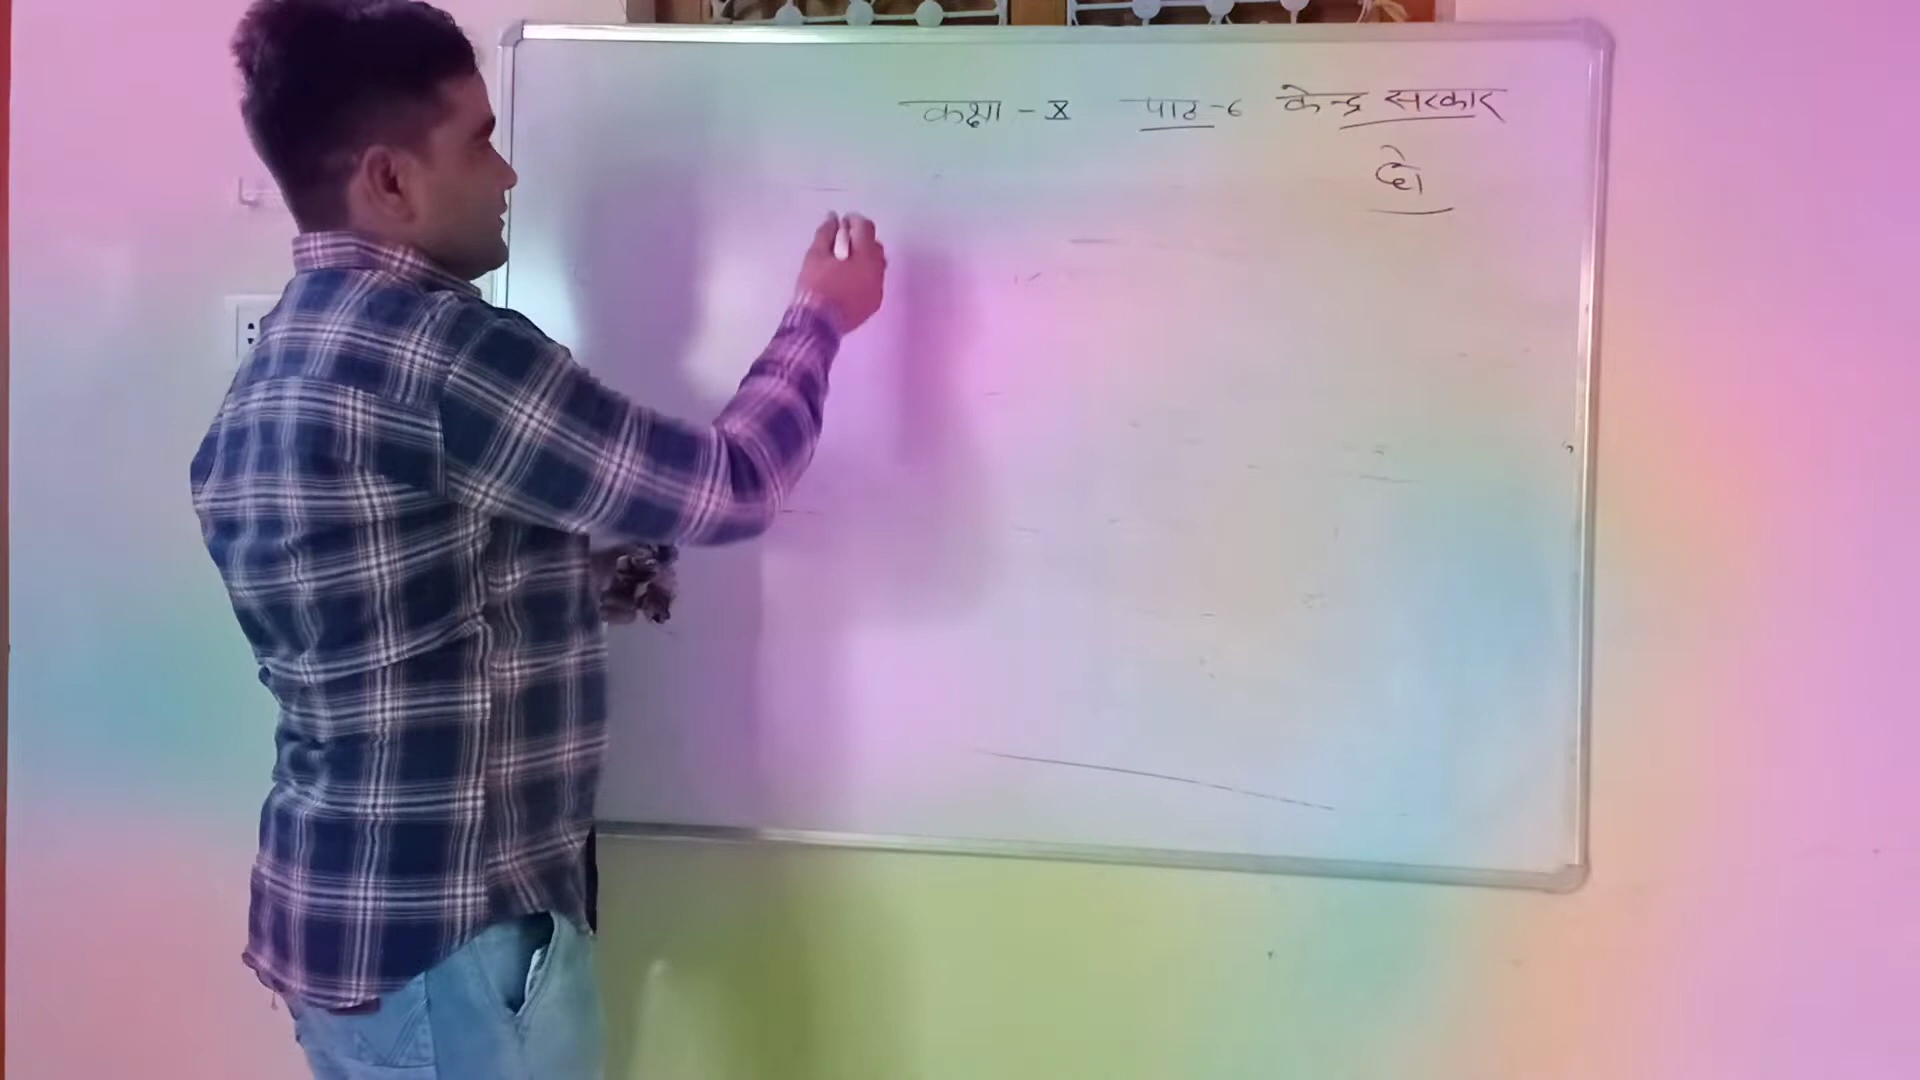 कक्षा - X पाठ - 6 केन्द्र सरकार